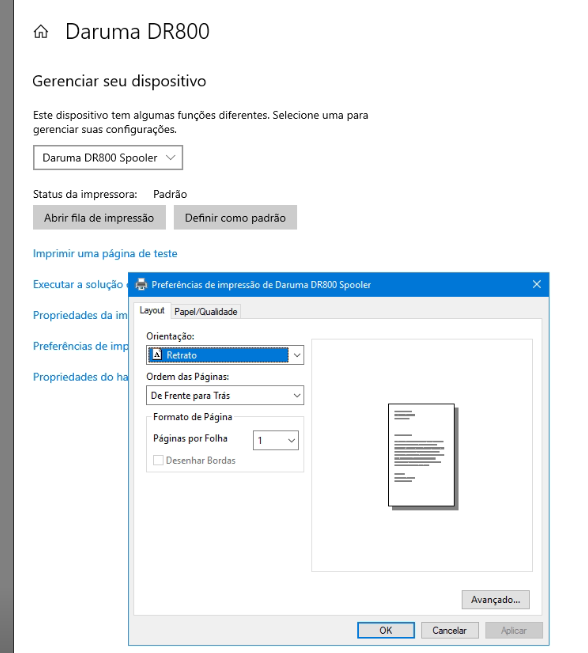 Daruma DR800
Gerenciar seu dispositivo
Este dispositivo tem algumas funções diferentes. Selecione uma para
gerenciar suas configurações.
Daruma DR800 Spooler
Status da impressora: Padrão
Abrir fila de impressão Definir como padrão
Imprimir uma página de teste
Executar a solução
Propriedades da im
Preferências de imp
Propriedades do ha
Preferências de impressão de Daruma DR800 Spooler
Layout Papel/Qualidade
Orientação:
Retrato
Ordem das Páginas:
De Frente para Trás
Formato de Página
Páginas por Folha 1
Desenhar Bordas
Avançado...
OK Cancelar Aplicar